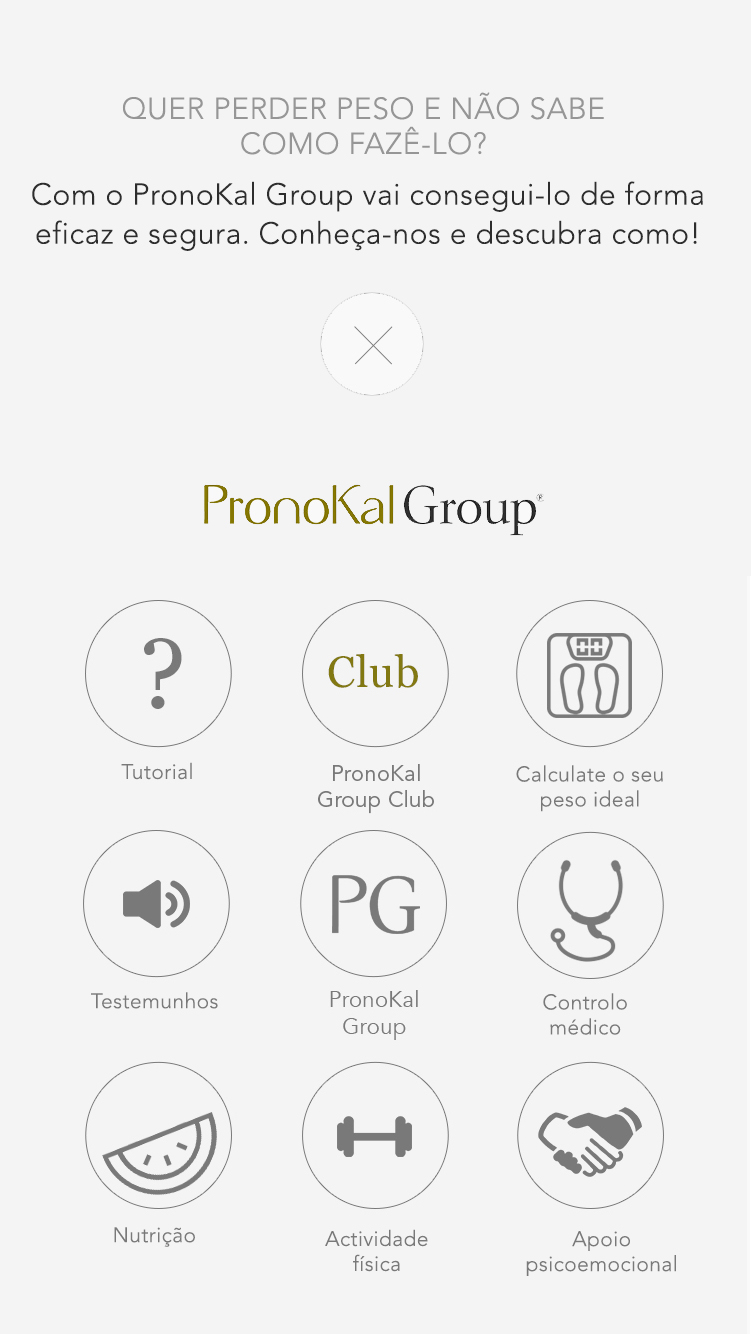 QUER PERDER PESO E NÃO SABE
COMO FAZÊ-LO?
Com o PronoKal Group vai consegui-lo de forma
eficaz e segura. Conheça-nos e descubra como!
PronoKal Group®
?
Club
Tutorial
PronoKal
Group Club
Calculate o seu
peso ideal
PG
Testemunhos
PronoKal
Group
Controlo
médico
Nutrição
Actividade
física
Apoio
psicoemocional